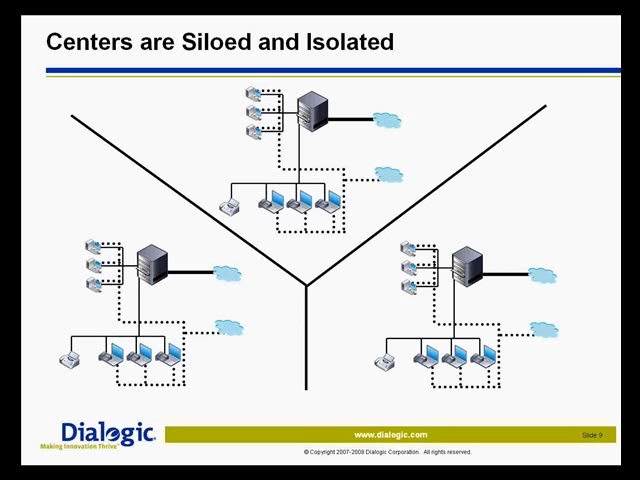 Centers are Siloed and Isolated
Dialogic.
Making Innovation Thrive™
www.dialogic.com
Slide 9
© Copyright 2007-2008 Dialogic Corporation. All rights reserved.